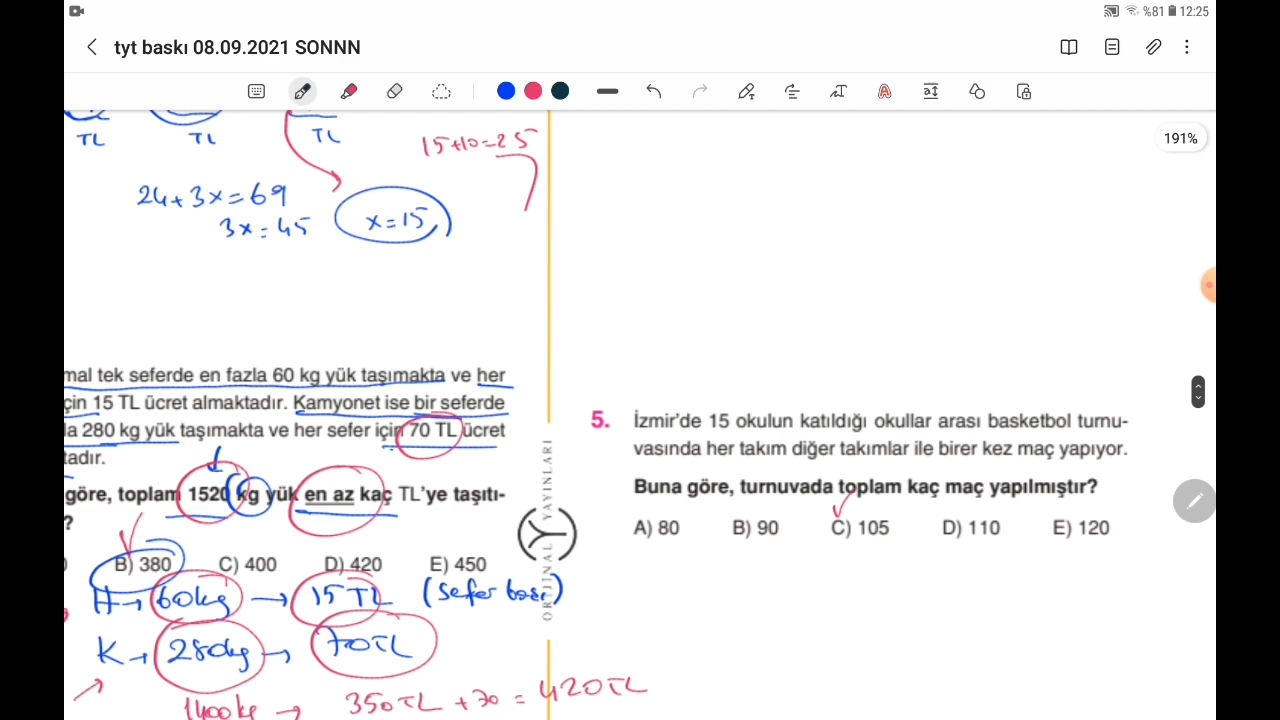 %81 12:25
tyt baskı 08.09.2021 SONNN
191%
TL TL TL
15+10=25
24+3x=69
3x=45
x=15
mal tek seferde en fazla 60 kg yük taşımakta ve her
çin 15 TL ücret almaktadır. Kamyonet ise bir seferde
la 280 kg yük taşımakta ve her sefer için 70 TL ücret
tadır.
göre, toplam 1520 kg yük en az kaç TL'ye taşıtı-
?
B) 380 C) 400 D) 420 E) 450
H→60kg → 15 TL (sefer başı)
K→ 280kg → 70TL
1400kg → 350TL + 70 = 420TL
ORİJİNAL YAYINLARI
5. İzmir'de 15 okulun katıldığı okullar arası basketbol turnu-
vasında her takım diğer takımlar ile birer kez maç yapıyor.
Buna göre, turnuvada toplam kaç maç yapılmıştır?
A) 80 B) 90 C) 105 D) 110 E) 120